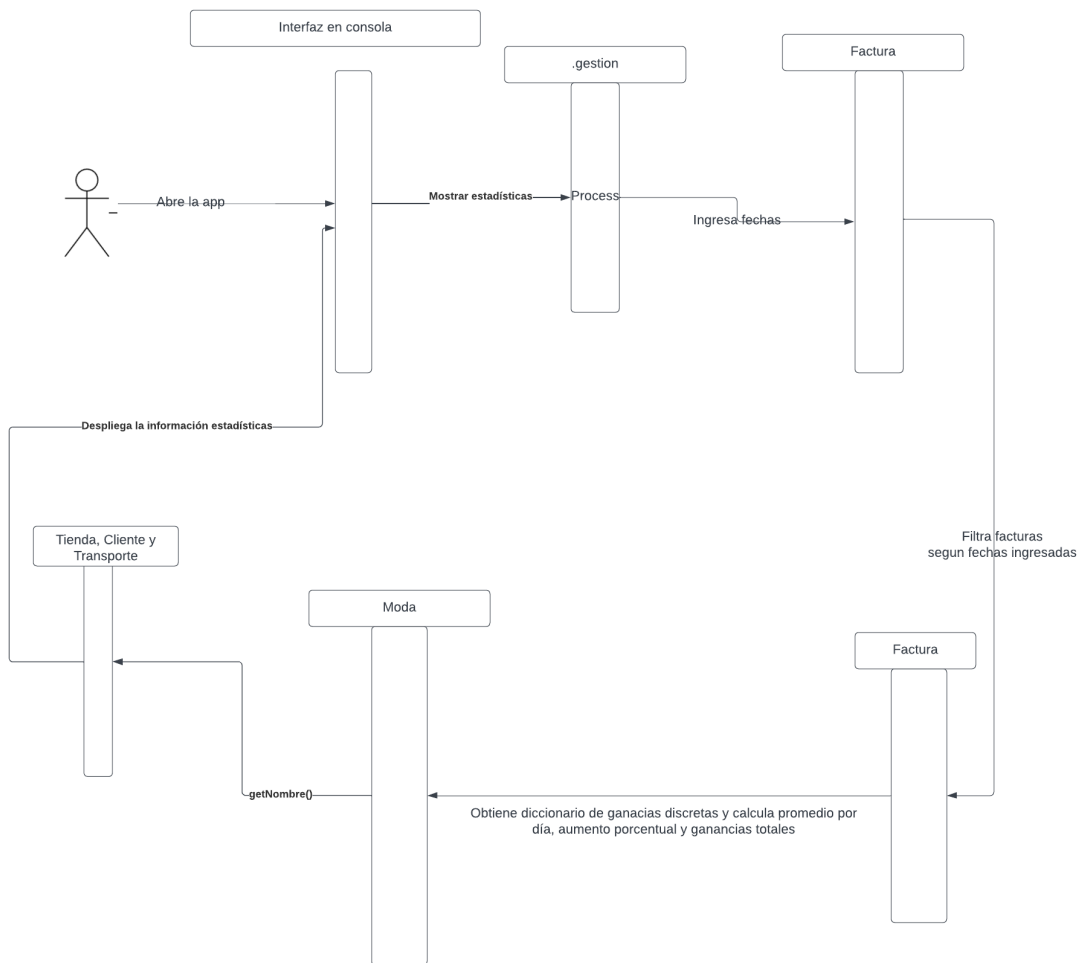 Interfaz en consola
Factura
.gestion
Mostrar estadísticas
Process
Abre la app
Ingresa fechas
Despliega la información estadísticas
Tienda, Cliente y
Transporte
Filtra facturas
segun fechas ingresadas
Moda
Factura
getNombre()
Obtiene diccionario de ganacias discretas y calcula promedio por
día, aumento porcentual y ganancias totales